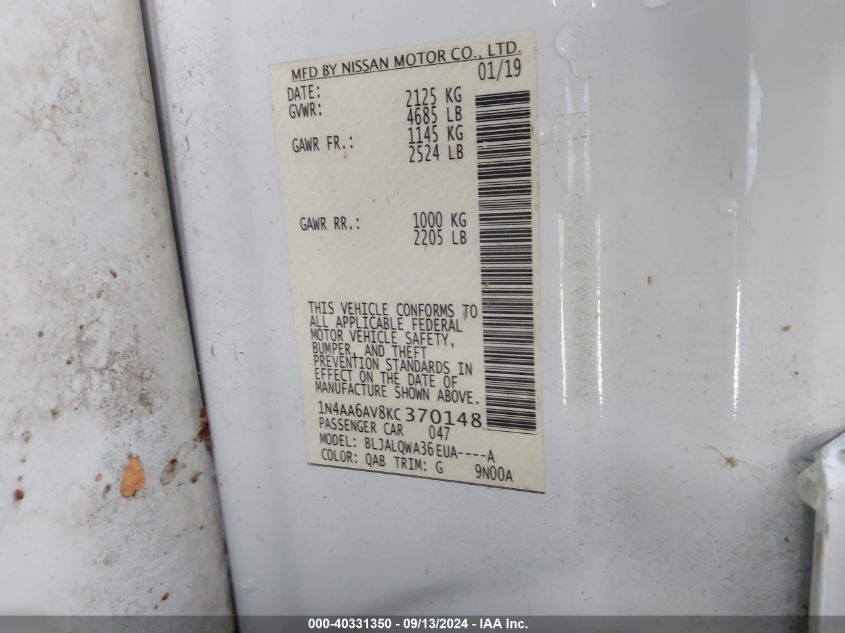 MFD BY NISSAN MOTOR CO., LTD.
DATE: 01/19
GVWR: 2125 KG
4685 LB
GAWR FR.: 1145 KG
2524 LB
GAWR RR.: 1000 KG
2205 LB
THIS VEHICLE CONFORMS TO
ALL APPLICABLE FEDERAL
MOTOR VEHICLE SAFETY,
BUMPER, AND THEFT
PREVENTION STANDARDS IN
EFFECT ON THE DATE OF
MANUFACTURE SHOWN ABOVE.
1N4AA6AV8KC370148
PASSENGER CAR 047
MODEL: BLJALQWA36EUA----A
COLOR: QAB TRIM: G 9N00A
000-40331350 - 09/13/2024 - IAA Inc.